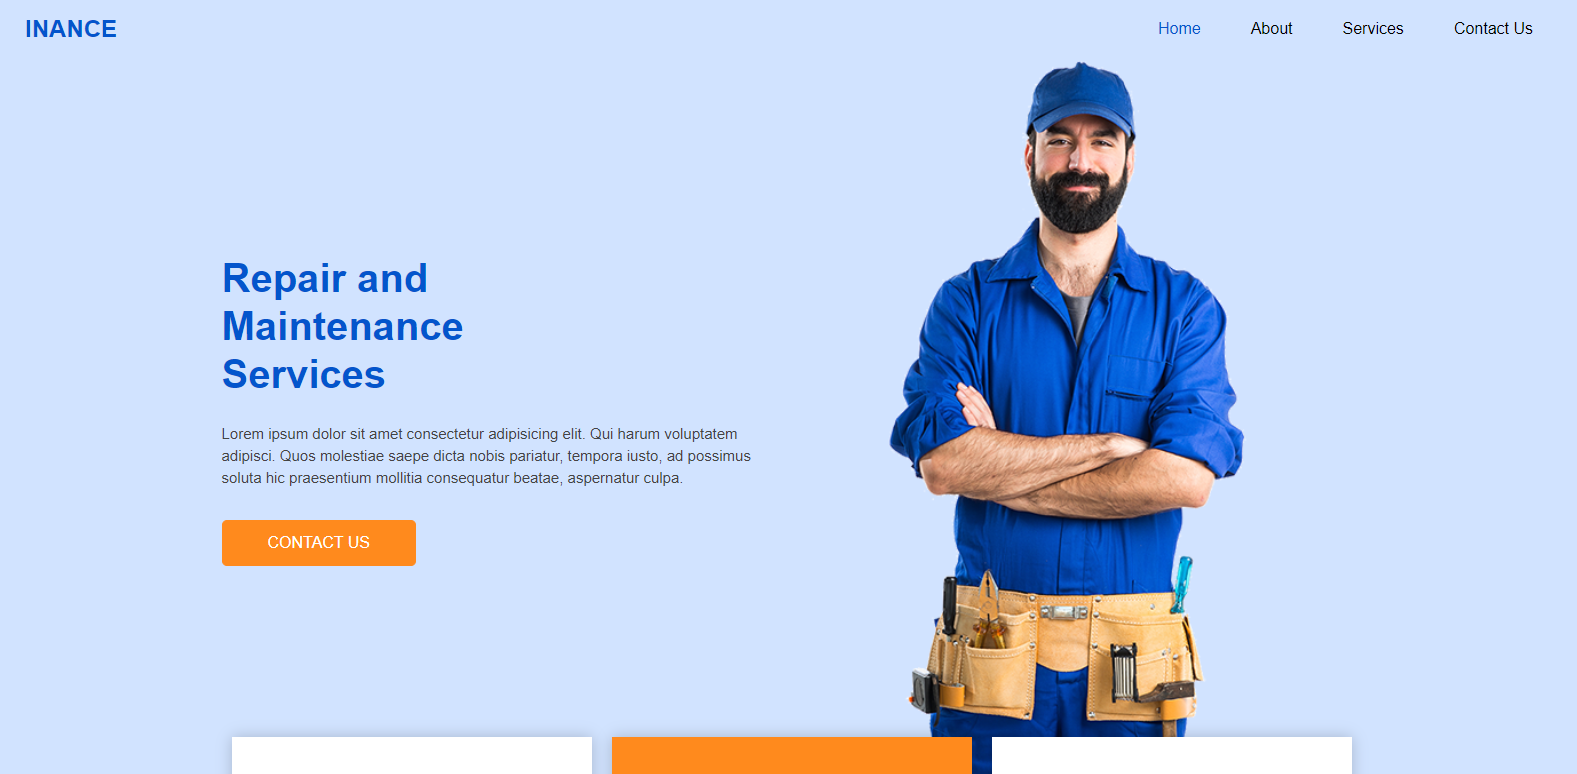 INANCE
Home
About
Services
Contact Us
Repair and
Maintenance
Services
Lorem ipsum dolor sit amet consectetur adipisicing elit. Qui harum voluptatem
adipisci. Quos molestiae saepe dicta nobis pariatur, tempora iusto, ad possimus
soluta hic praesentium mollitia consequatur beatae, aspernatur culpa.
CONTACT US